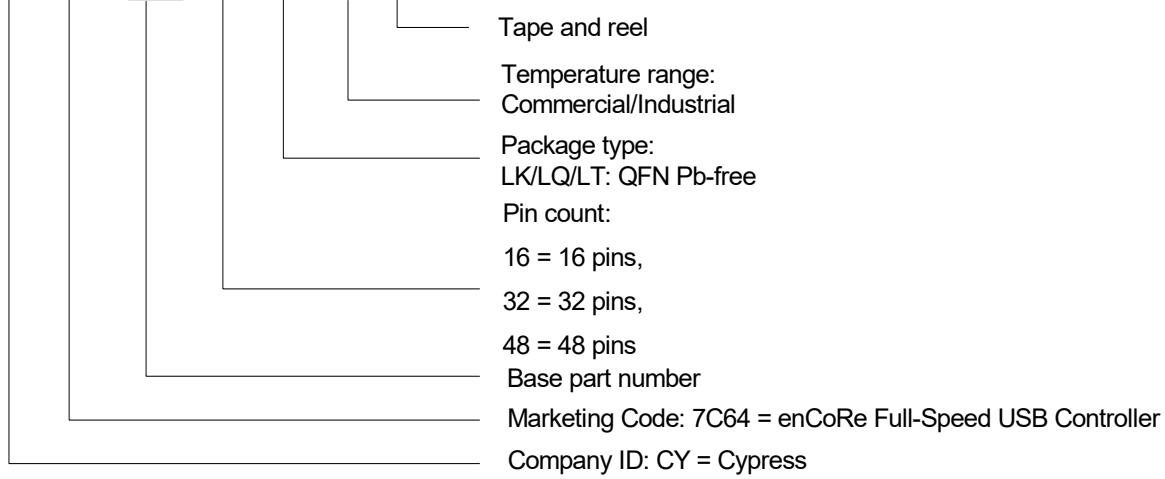 Tape and reel
Temperature range:
Commercial/Industrial
Package type:
LK/LQ/LT: QFN Pb-free
Pin count:
16 = 16 pins,
32 = 32 pins,
48 = 48 pins
Base part number
Marketing Code: 7C64 = enCoRe Full-Speed USB Controller
Company ID: CY = Cypress